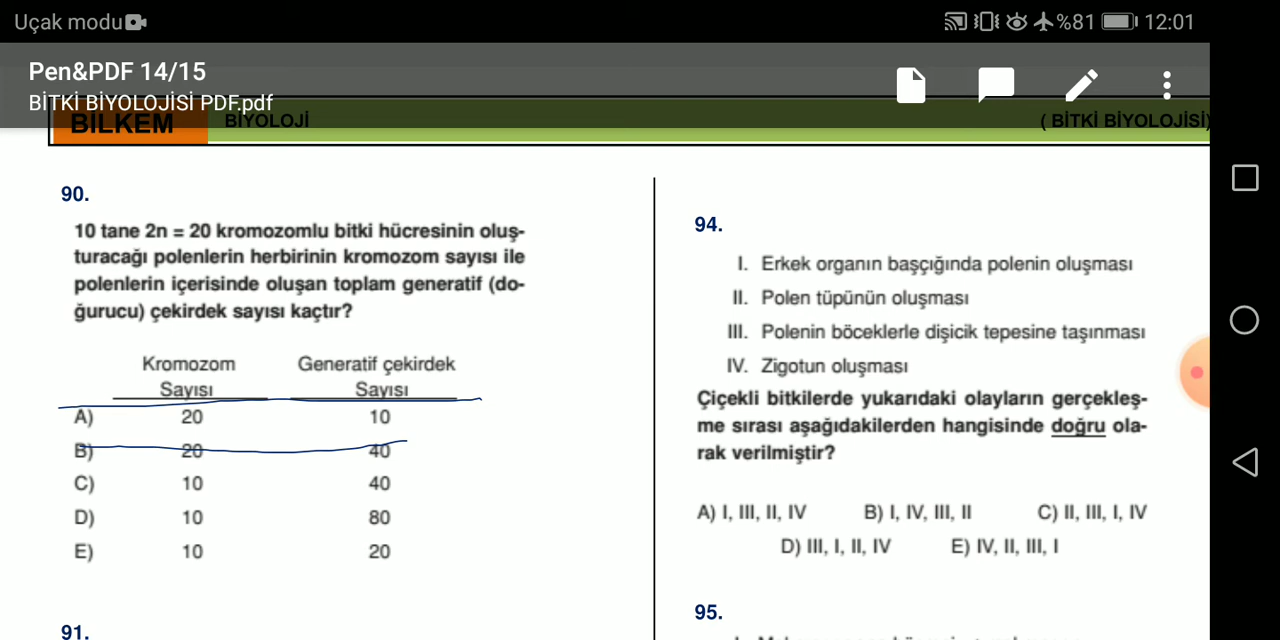 Uçak modu
%81 12:01
Pen&PDF 14/15
BİTKİ BİYOLOJİSİ PDF.pdf
BİLKEM BİYOLOJİ ( BİTKİ BİYOLOJİSİ)
90.
10 tane 2n = 20 kromozomlu bitki hücresinin oluş-
turacağı polenlerin herbirinin kromozom sayısı ile
polenlerin içerisinde oluşan toplam generatif (do-
ğurucu) çekirdek sayısı kaçtır?
Kromozom Generatif çekirdek
Sayısı Sayısı
A) 20 10
B) 20 40
C) 10 40
D) 10 80
E) 10 20
91.
94.
I. Erkek organın başçığında polenin oluşması
II. Polen tüpünün oluşması
III. Polenin böceklerle dişicik tepesine taşınması
IV. Zigotun oluşması
Çiçekli bitkilerde yukarıdaki olayların gerçekleş-
me sırası aşağıdakilerden hangisinde doğru ola-
rak verilmiştir?
A) I, III, II, IV B) I, IV, III, II C) II, III, I, IV
D) III, I, II, IV E) IV, II, III, I
95.